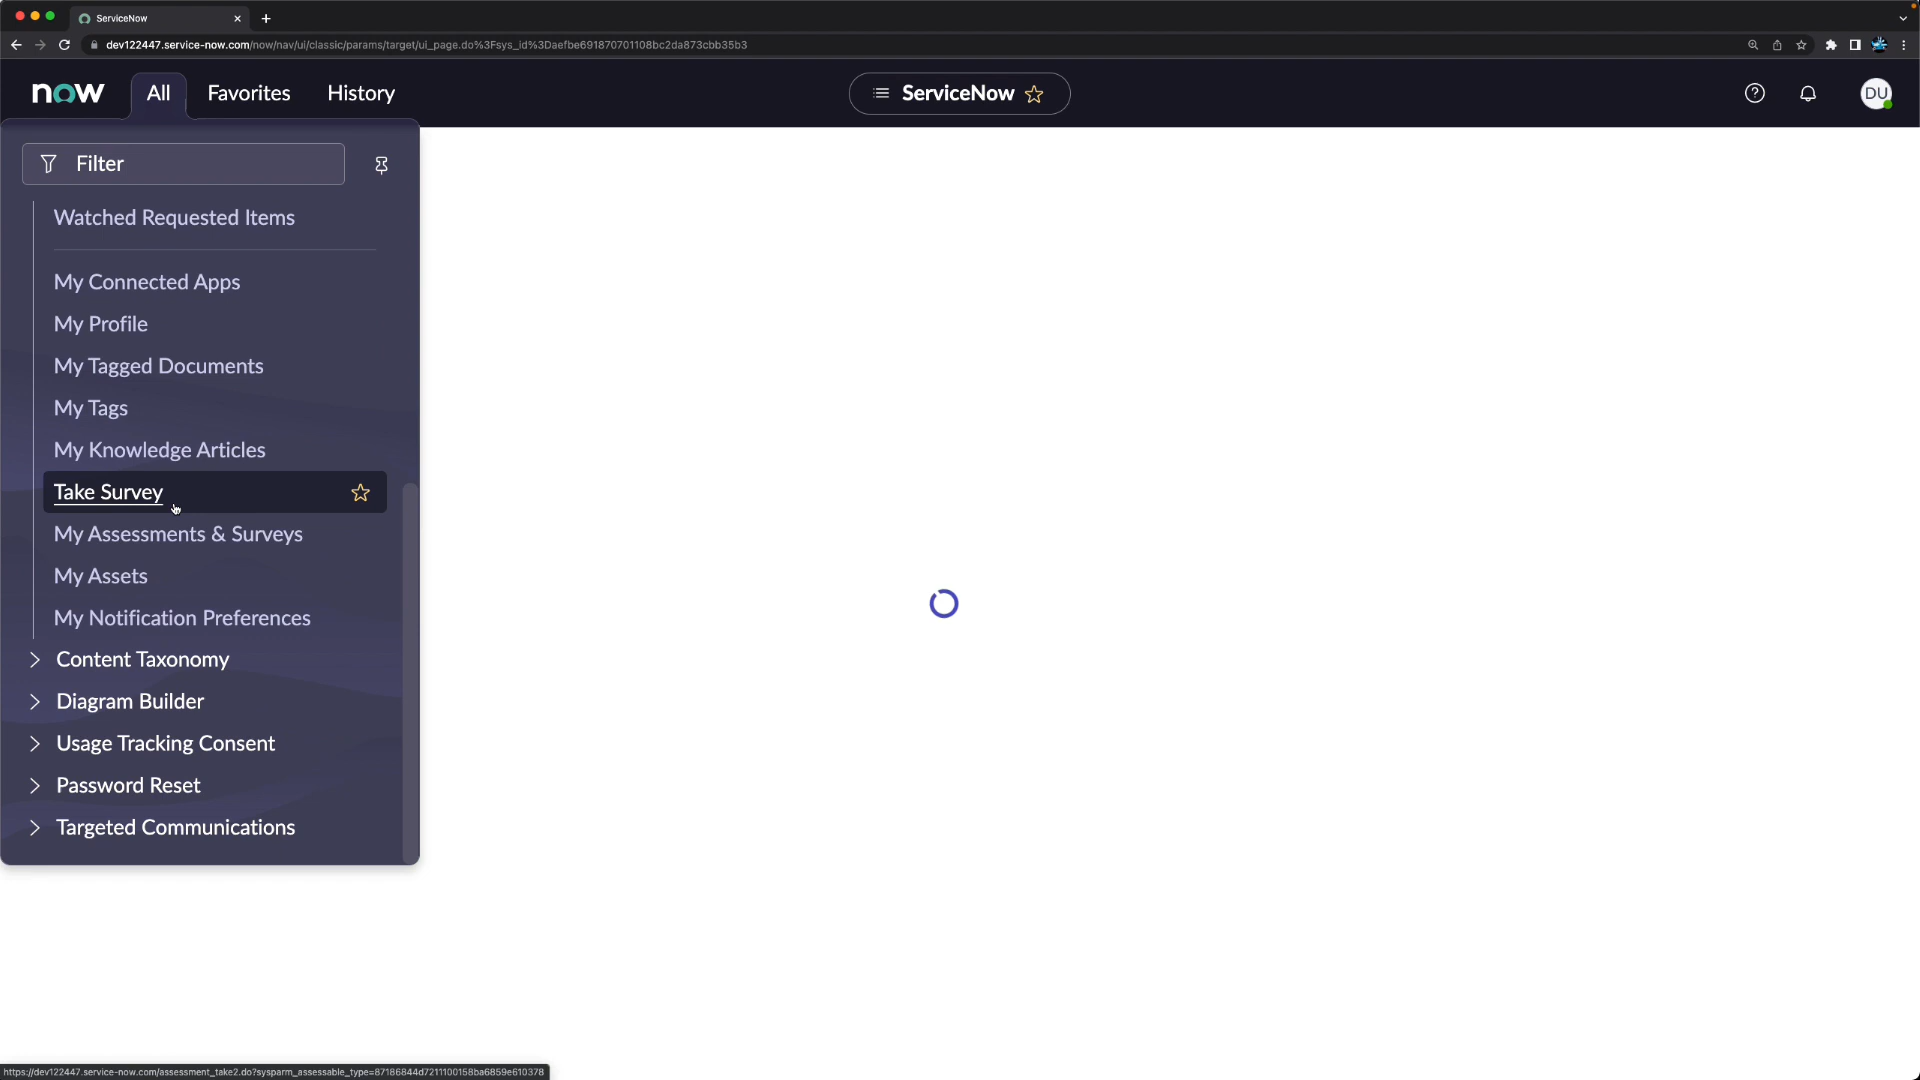 ServiceNow
dev122447.service-now.com/now/nav/ui/classic/params/target/ui_page.do%3Fsys_id%3Daefbe691870701108bc2da873cbb35b3
now
All
Favorites
History
ServiceNow
DU
Filter
Watched Requested Items
My Connected Apps
My Profile
My Tagged Documents
My Tags
My Knowledge Articles
Take Survey
My Assessments & Surveys
My Assets
My Notification Preferences
Content Taxonomy
Diagram Builder
Usage Tracking Consent
Password Reset
Targeted Communications
https://dev122447.service-now.com/assessment_take2.do?sysparm_assessable_type=87186844d7211100158ba6859e610378